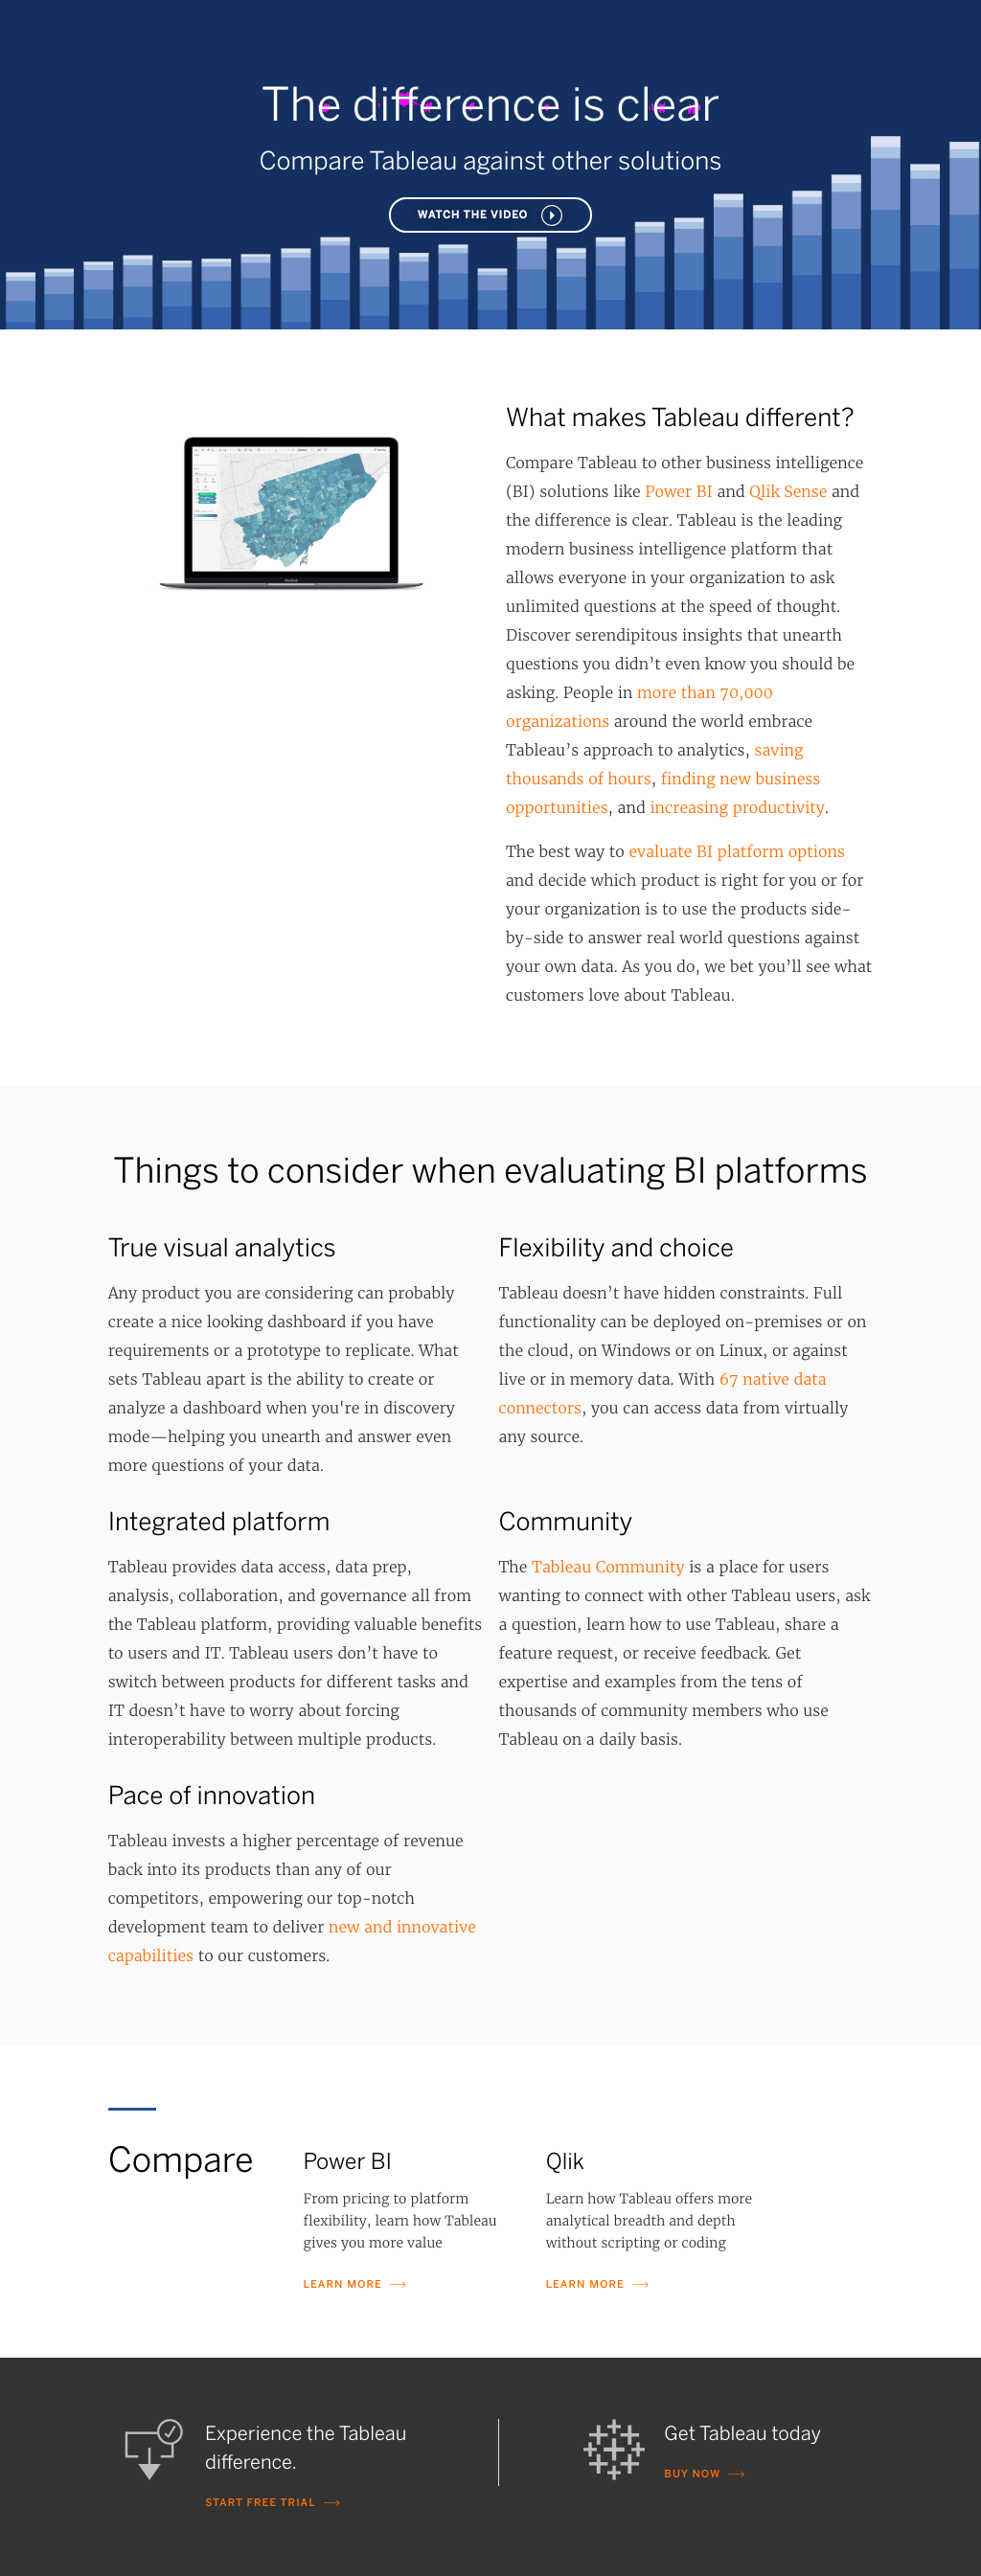 The difference is clear
Compare Tableau against other solutions
WATCH THE VIDEO
What makes Tableau different?
Compare Tableau to other business intelligence
(BI) solutions like Power BI and Qlik Sense and
the difference is clear. Tableau is the leading
modern business intelligence platform that
allows everyone in your organization to ask
unlimited questions at the speed of thought.
Discover serendipitous insights that unearth
questions you didn’t even know you should be
asking. People in more than 70,000
organizations around the world embrace
Tableau’s approach to analytics, saving
thousands of hours, finding new business
opportunities, and increasing productivity.
The best way to evaluate BI platform options
and decide which product is right for you or for
your organization is to use the products side-
by-side to answer real world questions against
your own data. As you do, we bet you’ll see what
customers love about Tableau.
Things to consider when evaluating BI platforms
True visual analytics
Any product you are considering can probably
create a nice looking dashboard if you have
requirements or a prototype to replicate. What
sets Tableau apart is the ability to create or
analyze a dashboard when you're in discovery
mode—helping you unearth and answer even
more questions of your data.
Flexibility and choice
Tableau doesn’t have hidden constraints. Full
functionality can be deployed on-premises or on
the cloud, on Windows or on Linux, or against
live or in memory data. With 67 native data
connectors, you can access data from virtually
any source.
Integrated platform
Tableau provides data access, data prep,
analysis, collaboration, and governance all from
the Tableau platform, providing valuable benefits
to users and IT. Tableau users don’t have to
switch between products for different tasks and
IT doesn’t have to worry about forcing
interoperability between multiple products.
Community
The Tableau Community is a place for users
wanting to connect with other Tableau users, ask
a question, learn how to use Tableau, share a
feature request, or receive feedback. Get
expertise and examples from the tens of
thousands of community members who use
Tableau on a daily basis.
Pace of innovation
Tableau invests a higher percentage of revenue
back into its products than any of our
competitors, empowering our top-notch
development team to deliver new and innovative
capabilities to our customers.
Compare
Power BI
From pricing to platform
flexibility, learn how Tableau
gives you more value
LEARN MORE
Qlik
Learn how Tableau offers more
analytical breadth and depth
without scripting or coding
LEARN MORE
Experience the Tableau
difference.
START FREE TRIAL
Get Tableau today
BUY NOW